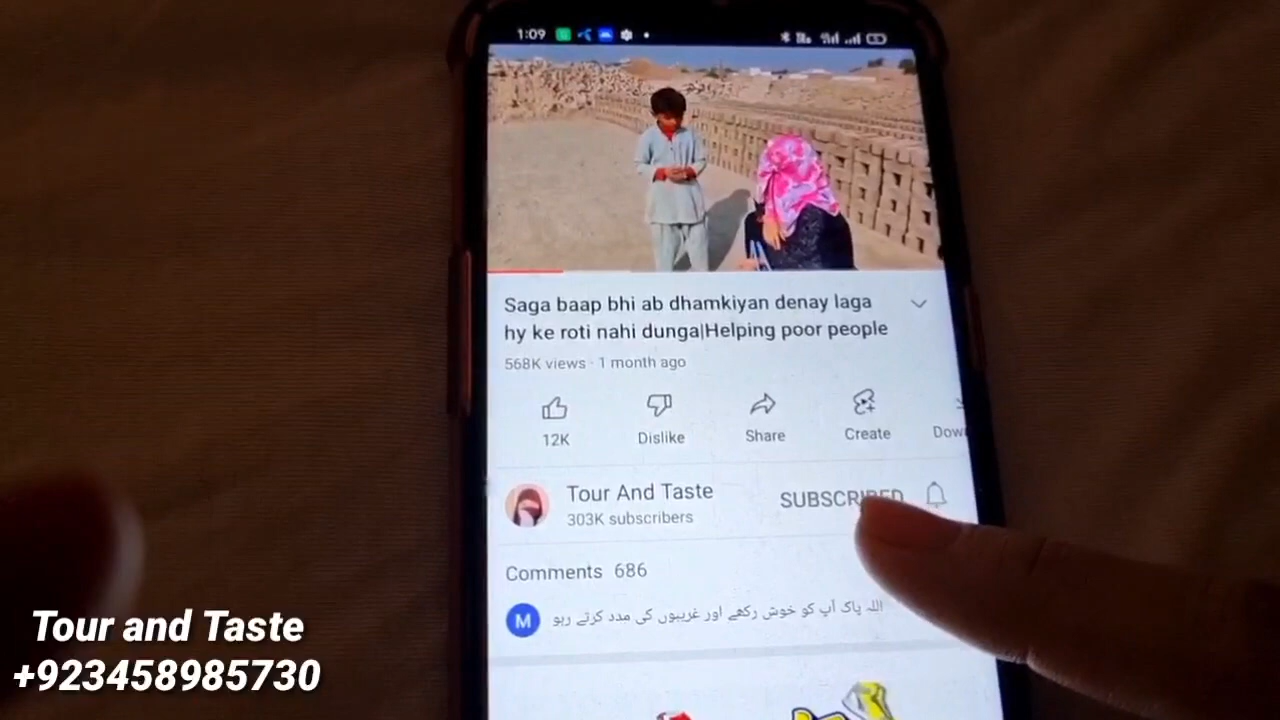 1:09
Saga baap bhi ab dhamkiyan denay laga
hy ke roti nahi dunga|Helping poor people
568K views · 1 month ago
12K
Dislike
Share
Create
Dow
Tour And Taste
303K subscribers
SUBSCRIBED
Comments 686
M
اللہ پاک آپ کو خوش رکھے اور غریبوں کی مدد کرتے رہو
Tour and Taste
+923458985730